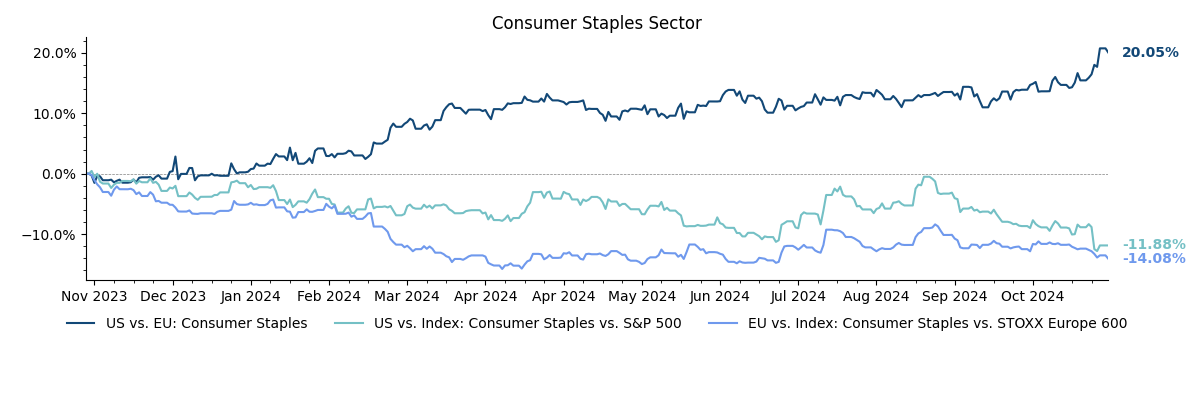 Consumer Staples Sector
20.0%
10.0%
0.0%
−10.0%
20.05%
-11.88%
-14.08%
Nov 2023 Dec 2023 Jan 2024 Feb 2024 Mar 2024 Apr 2024 Apr 2024 May 2024 Jun 2024 Jul 2024 Aug 2024 Sep 2024 Oct 2024
US vs. EU: Consumer Staples US vs. Index: Consumer Staples vs. S&P 500 EU vs. Index: Consumer Staples vs. STOXX Europe 600